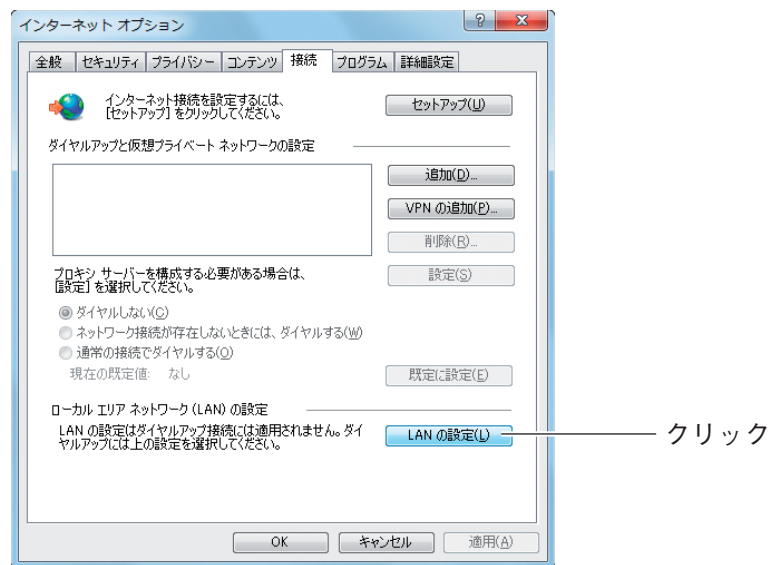 インターネット オプション
全般 セキュリティ プライバシー コンテンツ 接続 プログラム 詳細設定
インターネット接続を設定するには、
[セットアップ] をクリックしてください。
セットアップ(U)
ダイヤルアップと仮想プライベート ネットワークの設定
追加(D)...
VPN の追加(P)...
削除(R)...
プロキシ サーバーを構成する必要がある場合は、
[設定] を選択してください。
設定(S)
ダイヤルしない(C)
ネットワーク接続が存在しないときには、ダイヤルする(W)
通常の接続でダイヤルする(O)
現在の既定値: なし
既定に設定(E)
ローカル エリア ネットワーク (LAN) の設定
LAN の設定はダイヤルアップ接続には適用されません。ダイ
ヤルアップには上の設定を選択してください。
LAN の設定(L)
クリック
OK キャンセル 適用(A)